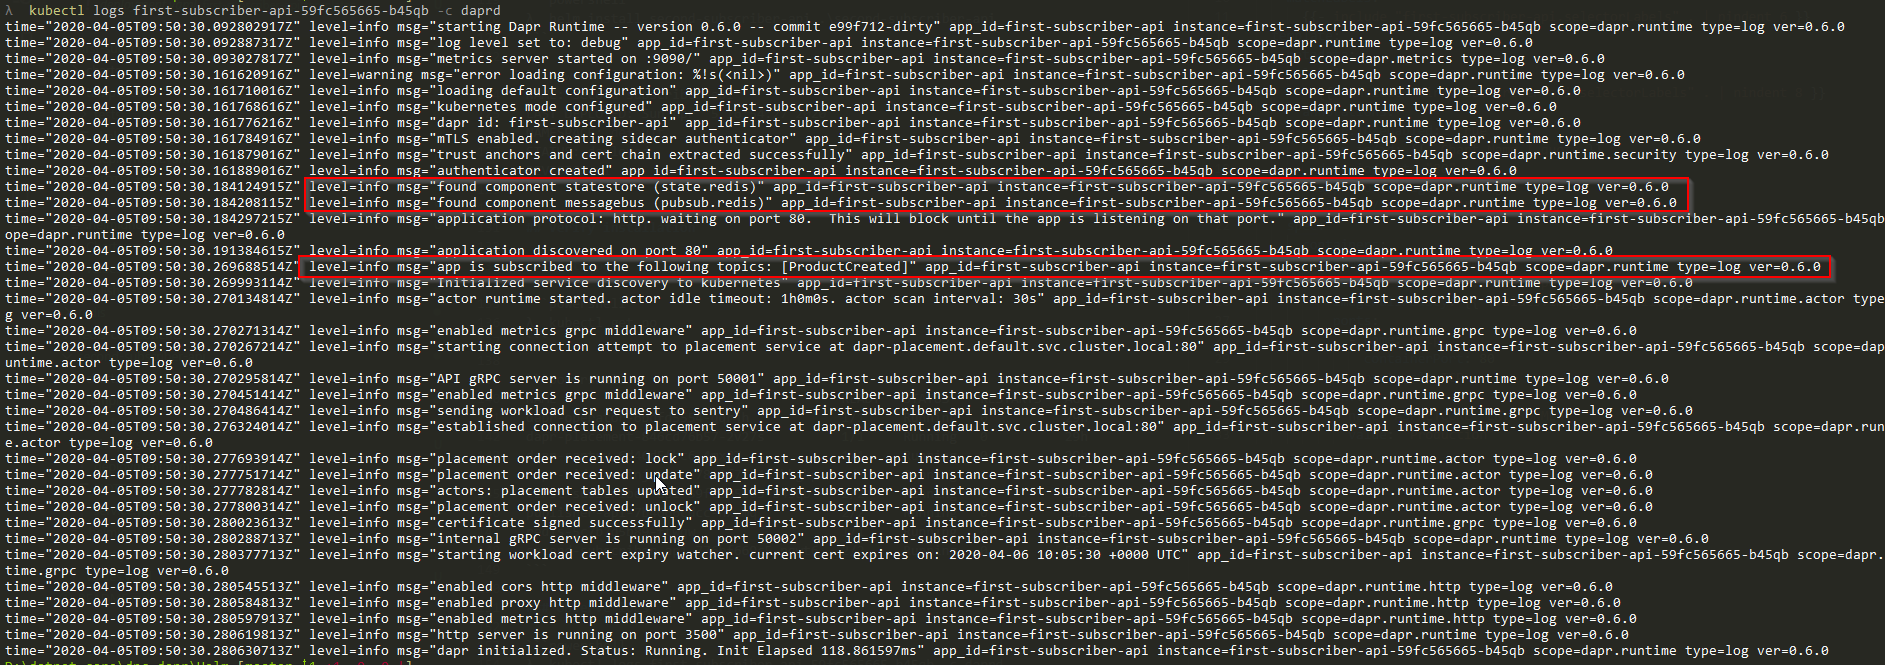 λ  kubectl logs first-subscriber-api-59fc565665-b45qb -c daprd
time="2020-04-05T09:50:30.092802917Z" level=info msg="starting Dapr Runtime -- version 0.6.0 -- commit e99f712-dirty" app_id=first-subscriber-api instance=first-subscriber-api-59fc565665-b45qb scope=dapr.runtime type=log ver=0.6.0
time="2020-04-05T09:50:30.092887317Z" level=info msg="log level set to: debug" app_id=first-subscriber-api instance=first-subscriber-api-59fc565665-b45qb scope=dapr.runtime type=log ver=0.6.0
time="2020-04-05T09:50:30.093027817Z" level=info msg="metrics server started on :9090/" app_id=first-subscriber-api instance=first-subscriber-api-59fc565665-b45qb scope=dapr.metrics type=log ver=0.6.0
time="2020-04-05T09:50:30.161620916Z" level=warning msg="error loading configuration: %!s(<nil>)" app_id=first-subscriber-api instance=first-subscriber-api-59fc565665-b45qb scope=dapr.runtime type=log ver=0.6.0
time="2020-04-05T09:50:30.161710016Z" level=info msg="loading default configuration" app_id=first-subscriber-api instance=first-subscriber-api-59fc565665-b45qb scope=dapr.runtime type=log ver=0.6.0
time="2020-04-05T09:50:30.161768616Z" level=info msg="kubernetes mode configured" app_id=first-subscriber-api instance=first-subscriber-api-59fc565665-b45qb scope=dapr.runtime type=log ver=0.6.0
time="2020-04-05T09:50:30.161776216Z" level=info msg="dapr id: first-subscriber-api" app_id=first-subscriber-api instance=first-subscriber-api-59fc565665-b45qb scope=dapr.runtime type=log ver=0.6.0
time="2020-04-05T09:50:30.161784916Z" level=info msg="mTLS enabled. creating sidecar authenticator" app_id=first-subscriber-api instance=first-subscriber-api-59fc565665-b45qb scope=dapr.runtime type=log ver=0.6.0
time="2020-04-05T09:50:30.161879016Z" level=info msg="trust anchors and cert chain extracted successfully" app_id=first-subscriber-api instance=first-subscriber-api-59fc565665-b45qb scope=dapr.runtime.security type=log ver=0.6.0
time="2020-04-05T09:50:30.161889016Z" level=info msg="authenticator created" app_id=first-subscriber-api instance=first-subscriber-api-59fc565665-b45qb scope=dapr.runtime type=log ver=0.6.0
time="2020-04-05T09:50:30.184124915Z" level=info msg="found component statestore (state.redis)" app_id=first-subscriber-api instance=first-subscriber-api-59fc565665-b45qb scope=dapr.runtime type=log ver=0.6.0
time="2020-04-05T09:50:30.184208115Z" level=info msg="found component messagebus (pubsub.redis)" app_id=first-subscriber-api instance=first-subscriber-api-59fc565665-b45qb scope=dapr.runtime type=log ver=0.6.0
time="2020-04-05T09:50:30.184297215Z" level=info msg="application protocol: http. waiting on port 80.  This will block until the app is listening on that port." app_id=first-subscriber-api instance=first-subscriber-api-59fc565665-b45qb
ope=dapr.runtime type=log ver=0.6.0
time="2020-04-05T09:50:30.191384615Z" level=info msg="application discovered on port 80" app_id=first-subscriber-api instance=first-subscriber-api-59fc565665-b45qb scope=dapr.runtime type=log ver=0.6.0
time="2020-04-05T09:50:30.269688514Z" level=info msg="app is subscribed to the following topics: [ProductCreated]" app_id=first-subscriber-api instance=first-subscriber-api-59fc565665-b45qb scope=dapr.runtime type=log ver=0.6.0
time="2020-04-05T09:50:30.269993114Z" level=info msg="Initialized service discovery to kubernetes" app_id=first-subscriber-api instance=first-subscriber-api-59fc565665-b45qb scope=dapr.runtime type=log ver=0.6.0
time="2020-04-05T09:50:30.270134814Z" level=info msg="actor runtime started. actor idle timeout: 1h0m0s. actor scan interval: 30s" app_id=first-subscriber-api instance=first-subscriber-api-59fc565665-b45qb scope=dapr.runtime.actor type
g ver=0.6.0
time="2020-04-05T09:50:30.270271314Z" level=info msg="enabled metrics grpc middleware" app_id=first-subscriber-api instance=first-subscriber-api-59fc565665-b45qb scope=dapr.runtime.grpc type=log ver=0.6.0
time="2020-04-05T09:50:30.270267214Z" level=info msg="starting connection attempt to placement service at dapr-placement.default.svc.cluster.local:80" app_id=first-subscriber-api instance=first-subscriber-api-59fc565665-b45qb scope=dap
untime.actor type=log ver=0.6.0
time="2020-04-05T09:50:30.270295814Z" level=info msg="API gRPC server is running on port 50001" app_id=first-subscriber-api instance=first-subscriber-api-59fc565665-b45qb scope=dapr.runtime type=log ver=0.6.0
time="2020-04-05T09:50:30.270451414Z" level=info msg="enabled metrics grpc middleware" app_id=first-subscriber-api instance=first-subscriber-api-59fc565665-b45qb scope=dapr.runtime.grpc type=log ver=0.6.0
time="2020-04-05T09:50:30.270486414Z" level=info msg="sending workload csr request to sentry" app_id=first-subscriber-api instance=first-subscriber-api-59fc565665-b45qb scope=dapr.runtime.grpc type=log ver=0.6.0
time="2020-04-05T09:50:30.276324014Z" level=info msg="established connection to placement service at dapr-placement.default.svc.cluster.local:80" app_id=first-subscriber-api instance=first-subscriber-api-59fc565665-b45qb scope=dapr.run
e.actor type=log ver=0.6.0
time="2020-04-05T09:50:30.277693914Z" level=info msg="placement order received: lock" app_id=first-subscriber-api instance=first-subscriber-api-59fc565665-b45qb scope=dapr.runtime.actor type=log ver=0.6.0
time="2020-04-05T09:50:30.277751714Z" level=info msg="placement order received: update" app_id=first-subscriber-api instance=first-subscriber-api-59fc565665-b45qb scope=dapr.runtime.actor type=log ver=0.6.0
time="2020-04-05T09:50:30.277782814Z" level=info msg="actors: placement tables updated" app_id=first-subscriber-api instance=first-subscriber-api-59fc565665-b45qb scope=dapr.runtime.actor type=log ver=0.6.0
time="2020-04-05T09:50:30.277800314Z" level=info msg="placement order received: unlock" app_id=first-subscriber-api instance=first-subscriber-api-59fc565665-b45qb scope=dapr.runtime.actor type=log ver=0.6.0
time="2020-04-05T09:50:30.280023613Z" level=info msg="certificate signed successfully" app_id=first-subscriber-api instance=first-subscriber-api-59fc565665-b45qb scope=dapr.runtime.grpc type=log ver=0.6.0
time="2020-04-05T09:50:30.280288713Z" level=info msg="internal gRPC server is running on port 50002" app_id=first-subscriber-api instance=first-subscriber-api-59fc565665-b45qb scope=dapr.runtime type=log ver=0.6.0
time="2020-04-05T09:50:30.280377713Z" level=info msg="starting workload cert expiry watcher. current cert expires on: 2020-04-06 10:05:30 +0000 UTC" app_id=first-subscriber-api instance=first-subscriber-api-59fc565665-b45qb scope=dapr.
time.grpc type=log ver=0.6.0
time="2020-04-05T09:50:30.280545513Z" level=info msg="enabled cors http middleware" app_id=first-subscriber-api instance=first-subscriber-api-59fc565665-b45qb scope=dapr.runtime.http type=log ver=0.6.0
time="2020-04-05T09:50:30.280584813Z" level=info msg="enabled proxy http middleware" app_id=first-subscriber-api instance=first-subscriber-api-59fc565665-b45qb scope=dapr.runtime.http type=log ver=0.6.0
time="2020-04-05T09:50:30.280597913Z" level=info msg="enabled metrics http middleware" app_id=first-subscriber-api instance=first-subscriber-api-59fc565665-b45qb scope=dapr.runtime.http type=log ver=0.6.0
time="2020-04-05T09:50:30.280619813Z" level=info msg="http server is running on port 3500" app_id=first-subscriber-api instance=first-subscriber-api-59fc565665-b45qb scope=dapr.runtime type=log ver=0.6.0
time="2020-04-05T09:50:30.280630713Z" level=info msg="dapr initialized. Status: Running. Init Elapsed 118.861597ms" app_id=first-subscriber-api instance=first-subscriber-api-59fc565665-b45qb scope=dapr.runtime type=log ver=0.6.0